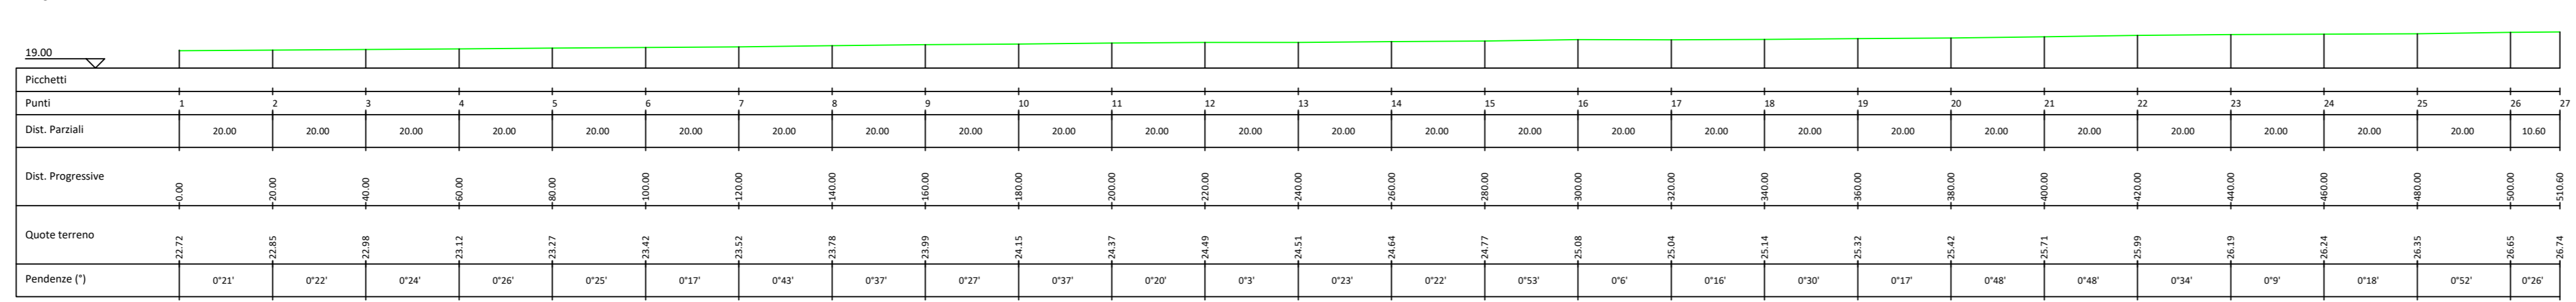 19.00
Picchetti
Punti 1 2 3 4 5 6 7 8 9 10 11 12 13 14 15 16 17 18 19 20 21 22 23 24 25 26 27
Dist. Parziali 20.00 20.00 20.00 20.00 20.00 20.00 20.00 20.00 20.00 20.00 20.00 20.00 20.00 20.00 20.00 20.00 20.00 20.00 20.00 20.00 20.00 20.00 20.00 20.00 20.00 10.60
Dist. Progressive 0.00 20.00 40.00 60.00 80.00 100.00 120.00 140.00 160.00 180.00 200.00 220.00 240.00 260.00 280.00 300.00 320.00 340.00 360.00 380.00 400.00 420.00 440.00 460.00 480.00 500.00 510.60
Quote terreno 22.72 22.85 22.98 23.12 23.27 23.42 23.52 23.78 23.99 24.15 24.37 24.49 24.51 24.64 24.77 25.08 25.04 25.14 25.32 25.42 25.71 25.99 26.19 26.24 26.35 26.65 26.74
Pendenze (°) 0°21' 0°22' 0°24' 0°26' 0°25' 0°17' 0°43' 0°37' 0°27' 0°37' 0°20' 0°3' 0°23' 0°22' 0°53' 0°6' 0°16' 0°30' 0°17' 0°48' 0°48' 0°34' 0°9' 0°18' 0°52' 0°26'